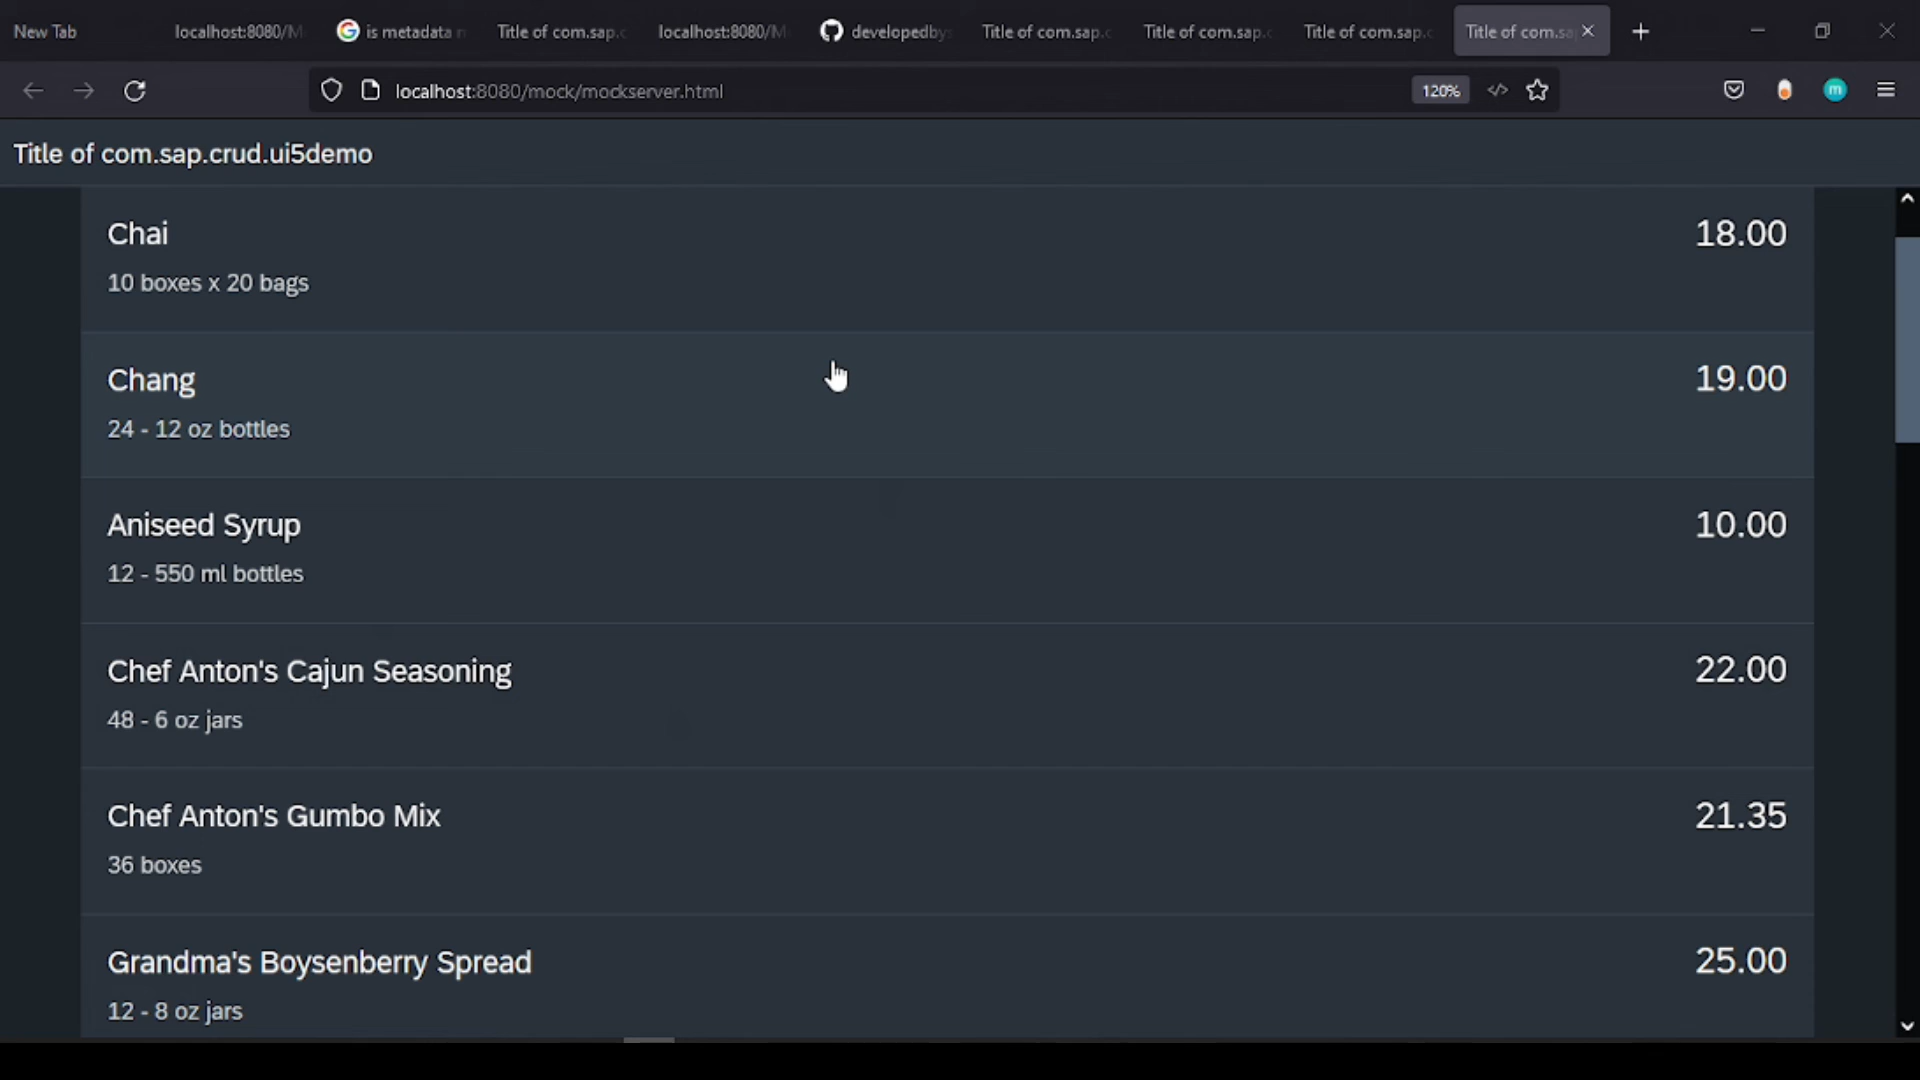 New Tab
localhost:8080/M
is metadata
Title of com.sap.c
localhost:8080/M
developedby
Title of com.sap.c
Title of com.sap.c
Title of com.sap.c
Title of com.sa
localhost:8080/mock/mockserver.html
120%
m
Title of com.sap.crud.ui5demo
Chai
18.00
10 boxes x 20 bags
Chang
19.00
24 - 12 oz bottles
Aniseed Syrup
10.00
12 - 550 ml bottles
Chef Anton's Cajun Seasoning
22.00
48 - 6 oz jars
Chef Anton's Gumbo Mix
21.35
36 boxes
Grandma's Boysenberry Spread
25.00
12 - 8 oz jars